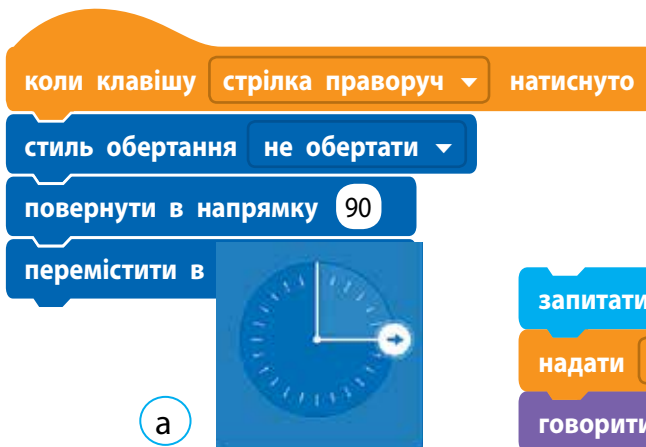 коли клавішу стрілка праворуч натиснуто
стиль обертання не обертати
повернути в напрямку 90
перемістити в
запитати
надати
говорити
а